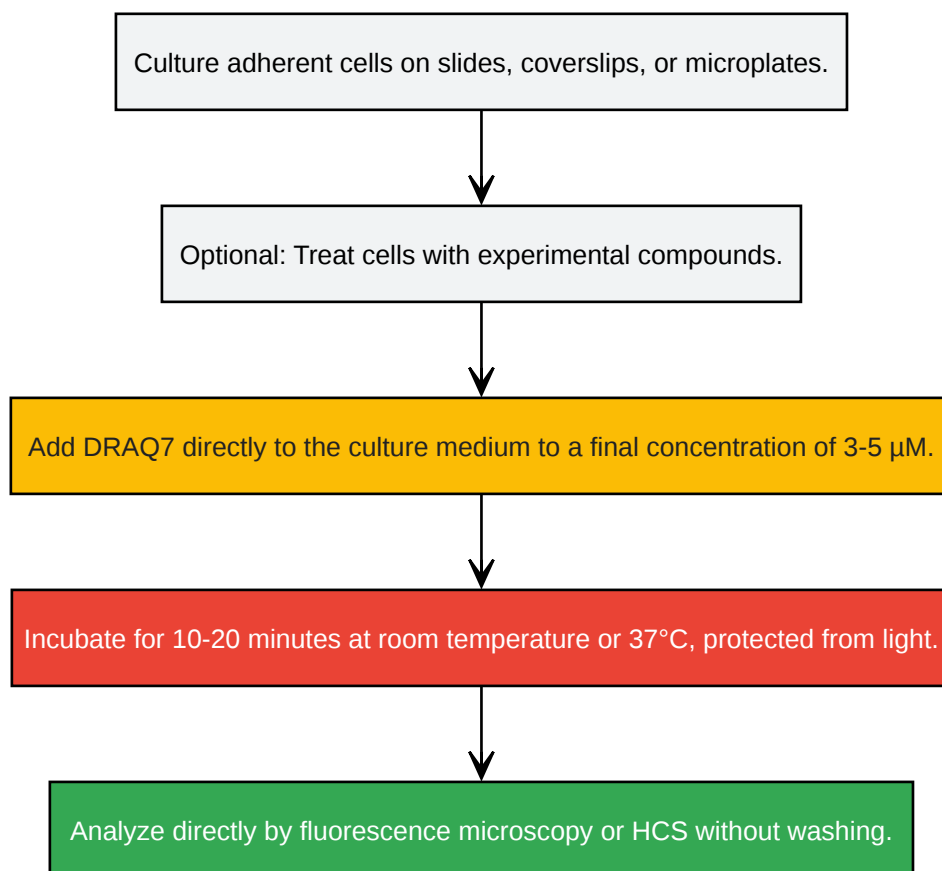 Culture adherent cells on slides, coverslips, or microplates.
Optional: Treat cells with experimental compounds.
Add DRAQ7 directly to the culture medium to a final concentration of 3-5 µM.
Incubate for 10-20 minutes at room temperature or 37°C, protected from light.
Analyze directly by fluorescence microscopy or HCS without washing.